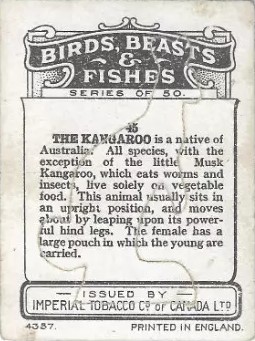 BIRDS, BEASTS
&
FISHES
SERIES OF 50.
45
THE KANGAROO is a native of
Australia. All species, with the
exception of the little Musk
Kangaroo, which eats worms and
insects, live solely on vegetable
food. This animal usually sits in
an upright position, and moves
about by leaping upon its power-
ful hind legs. The female has a
large pouch in which the young are
carried.
ISSUED BY
IMPERIAL TOBACCO CO OF CANADA LTD
4357. PRINTED IN ENGLAND.